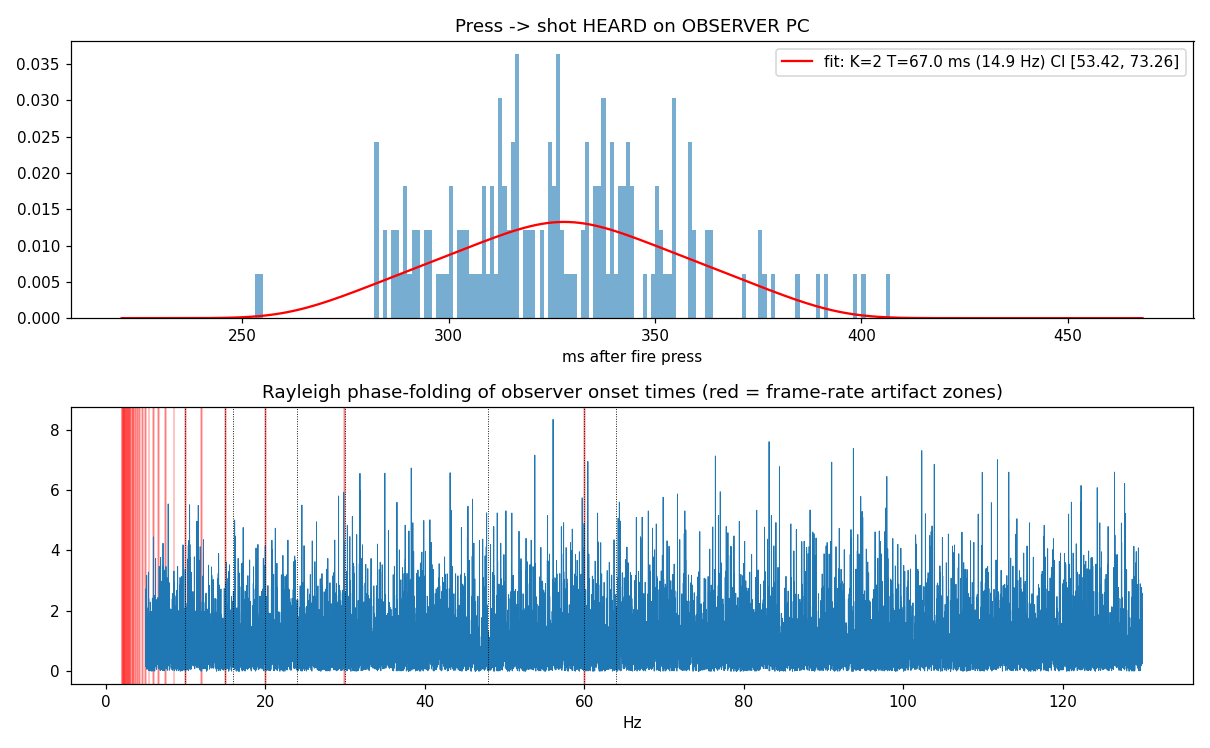 Press -> shot HEARD on OBSERVER PC
fit: K=2 T=67.0 ms (14.9 Hz) CI [53.42, 73.26]
0.035
0.030
0.025
0.020
0.015
0.010
0.005
0.000
250 300 350 400 450
ms after fire press
Rayleigh phase-folding of observer onset times (red = frame-rate artifact zones)
8
6
4
2
0
0 20 40 60 80 100 120
Hz